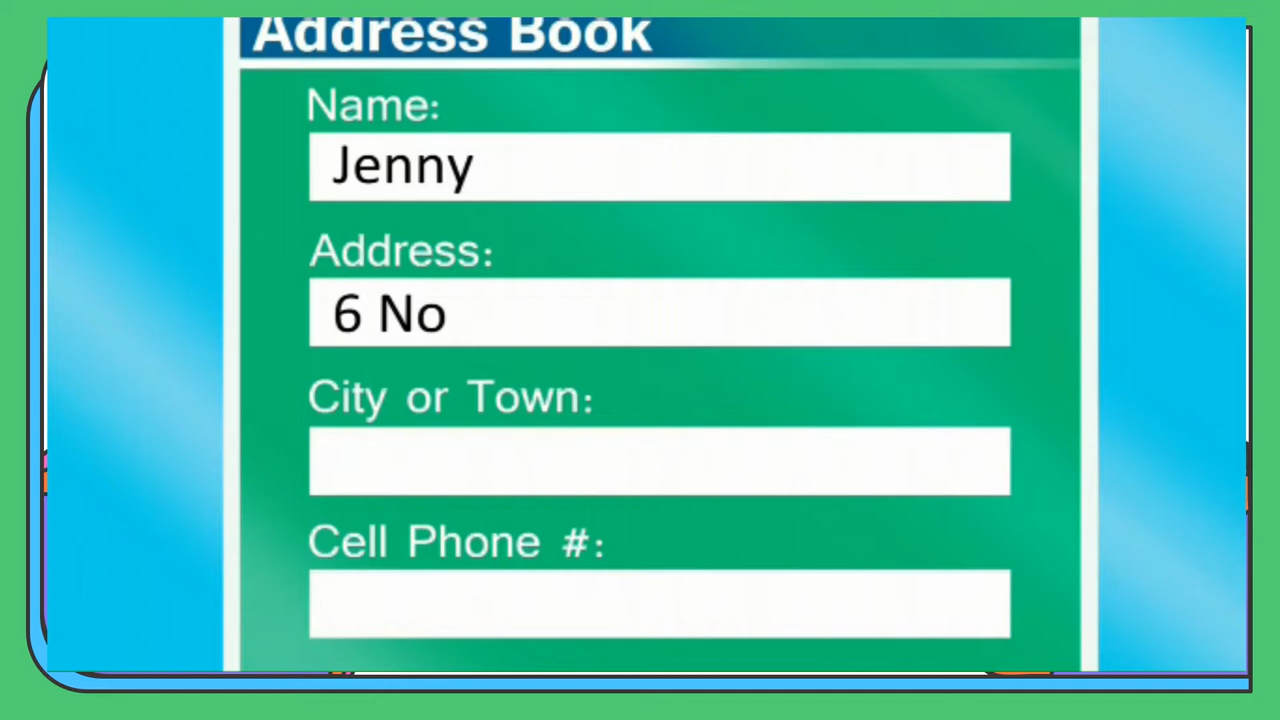 Address Book
Name:
Jenny
Address:
6 No
City or Town:
Cell Phone #: